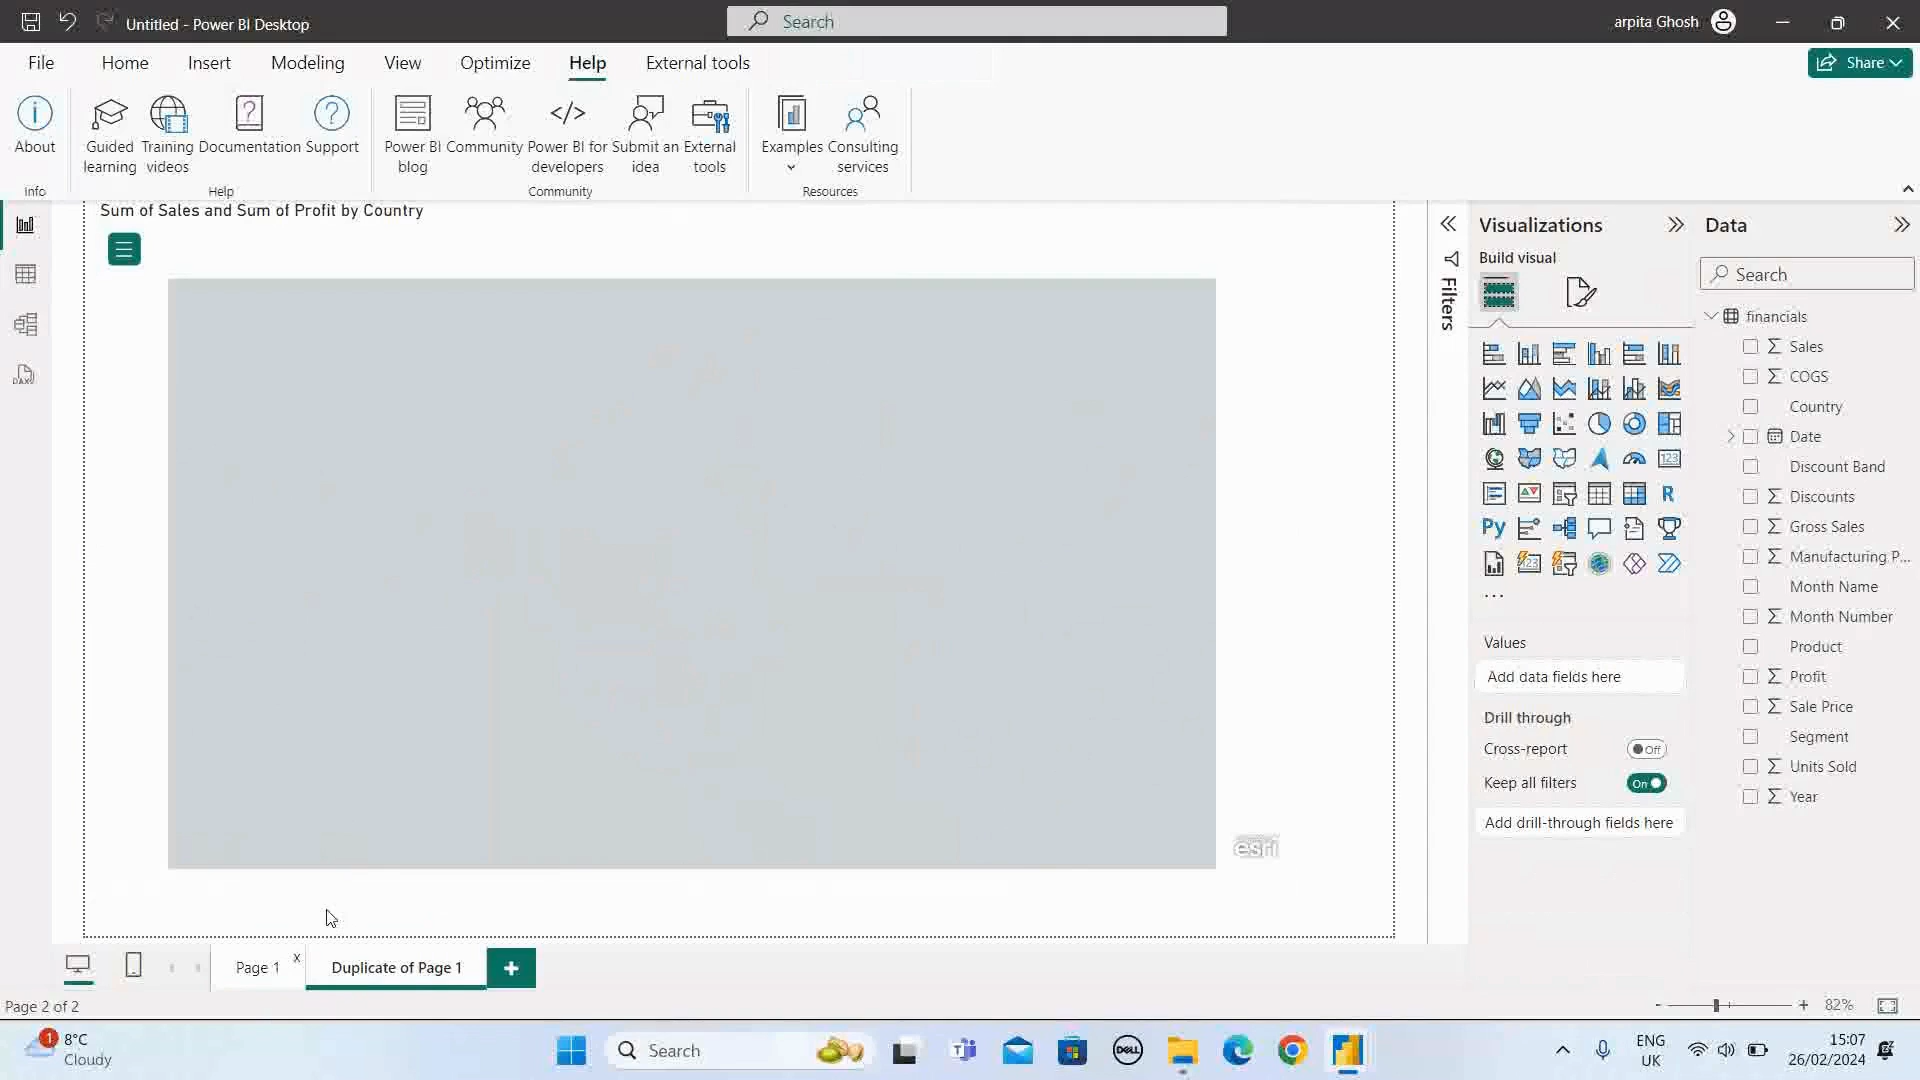 Untitled - Power BI Desktop
Search
arpita Ghosh
File Home Insert Modeling View Optimize Help External tools
Share
About
Guided learning
Training videos
Documentation
Support
Power BI blog
Community
Power BI for developers
Submit an idea
External tools
Examples
Consulting services
Info
Help
Community
Resources
Sum of Sales and Sum of Profit by Country
esri
Filters
Visualizations
Build visual
123
R
Py
123
Values
Add data fields here
Drill through
Cross-report
Off
Keep all filters
On
Add drill-through fields here
Data
Search
financials
Sales
COGS
Country
Date
Discount Band
Discounts
Gross Sales
Manufacturing P...
Month Name
Month Number
Product
Profit
Sale Price
Segment
Units Sold
Year
DAX
Page 1
x
Duplicate of Page 1
+
Page 2 of 2
- + 82%
1
8°C
Cloudy
Search
DELL
ENG
UK
15:07
26/02/2024